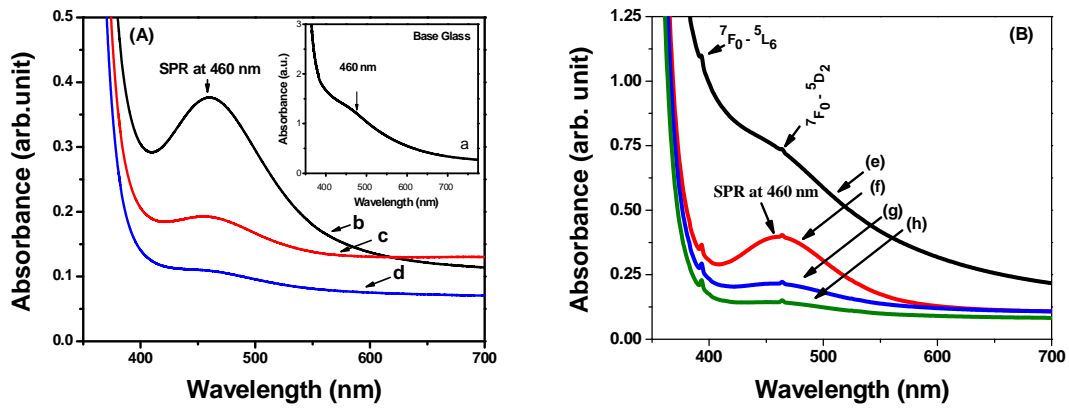 (A)
SPR at 460 nm
b
c
d
0.5
0.4
0.3
0.2
0.1
0.0
400
500
600
700
Absorbance (arb.unit)
Wavelength (nm)
Base Glass
460 nm
a
3
2
1
0
400
500
600
700
Absorbance (a.u.)
Wavelength (nm)
(B)
⁷F₀ - ⁵L₆
⁷F₀ - ⁵D₂
SPR at 460 nm
(e)
(f)
(g)
(h)
1.25
1.00
0.75
0.50
0.25
0.00
400
500
600
700
Absorbance (arb. unit)
Wavelength (nm)